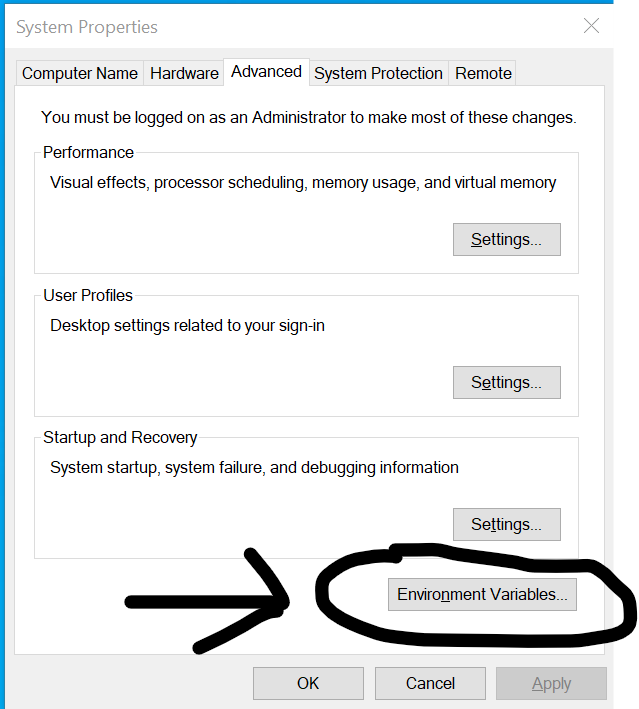 System Properties
Computer Name Hardware Advanced System Protection Remote
You must be logged on as an Administrator to make most of these changes.
Performance
Visual effects, processor scheduling, memory usage, and virtual memory
Settings...
User Profiles
Desktop settings related to your sign-in
Settings...
Startup and Recovery
System startup, system failure, and debugging information
Settings...
Environment Variables...
OK Cancel Apply